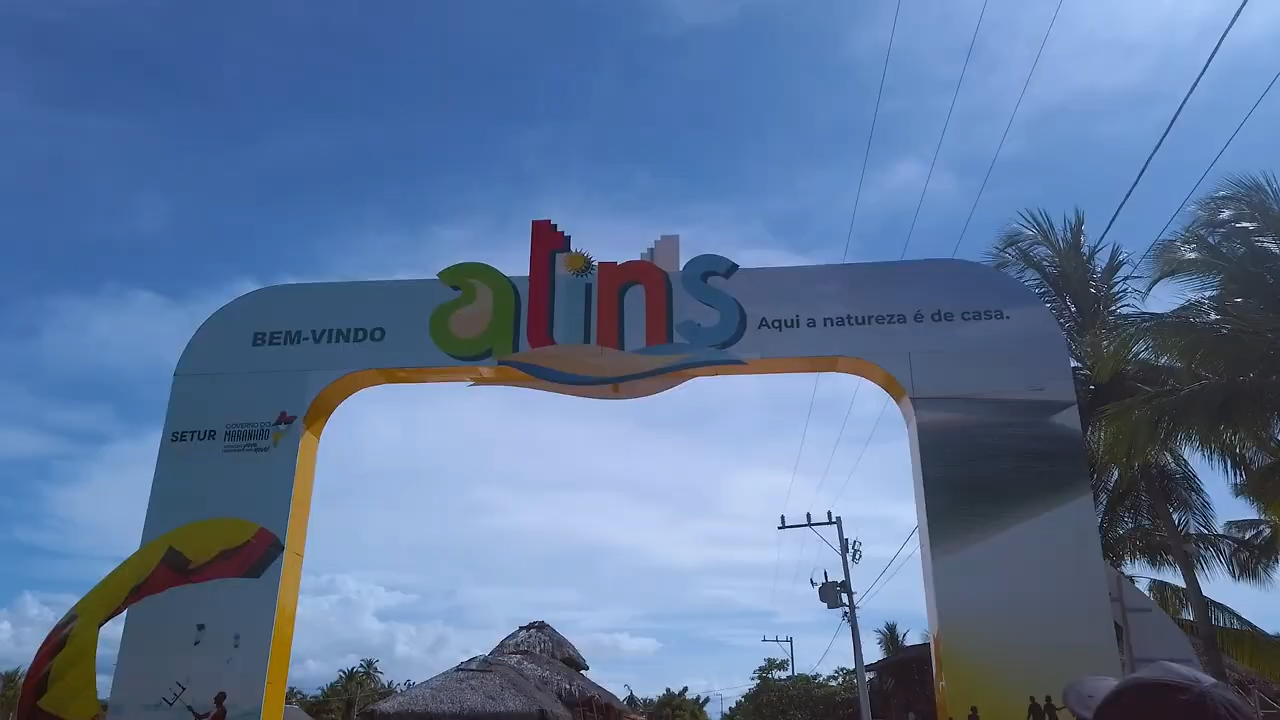 atins
BEM-VINDO
Aqui a natureza é de casa.
SETUR
GOVERNO DO
MARANHÃO